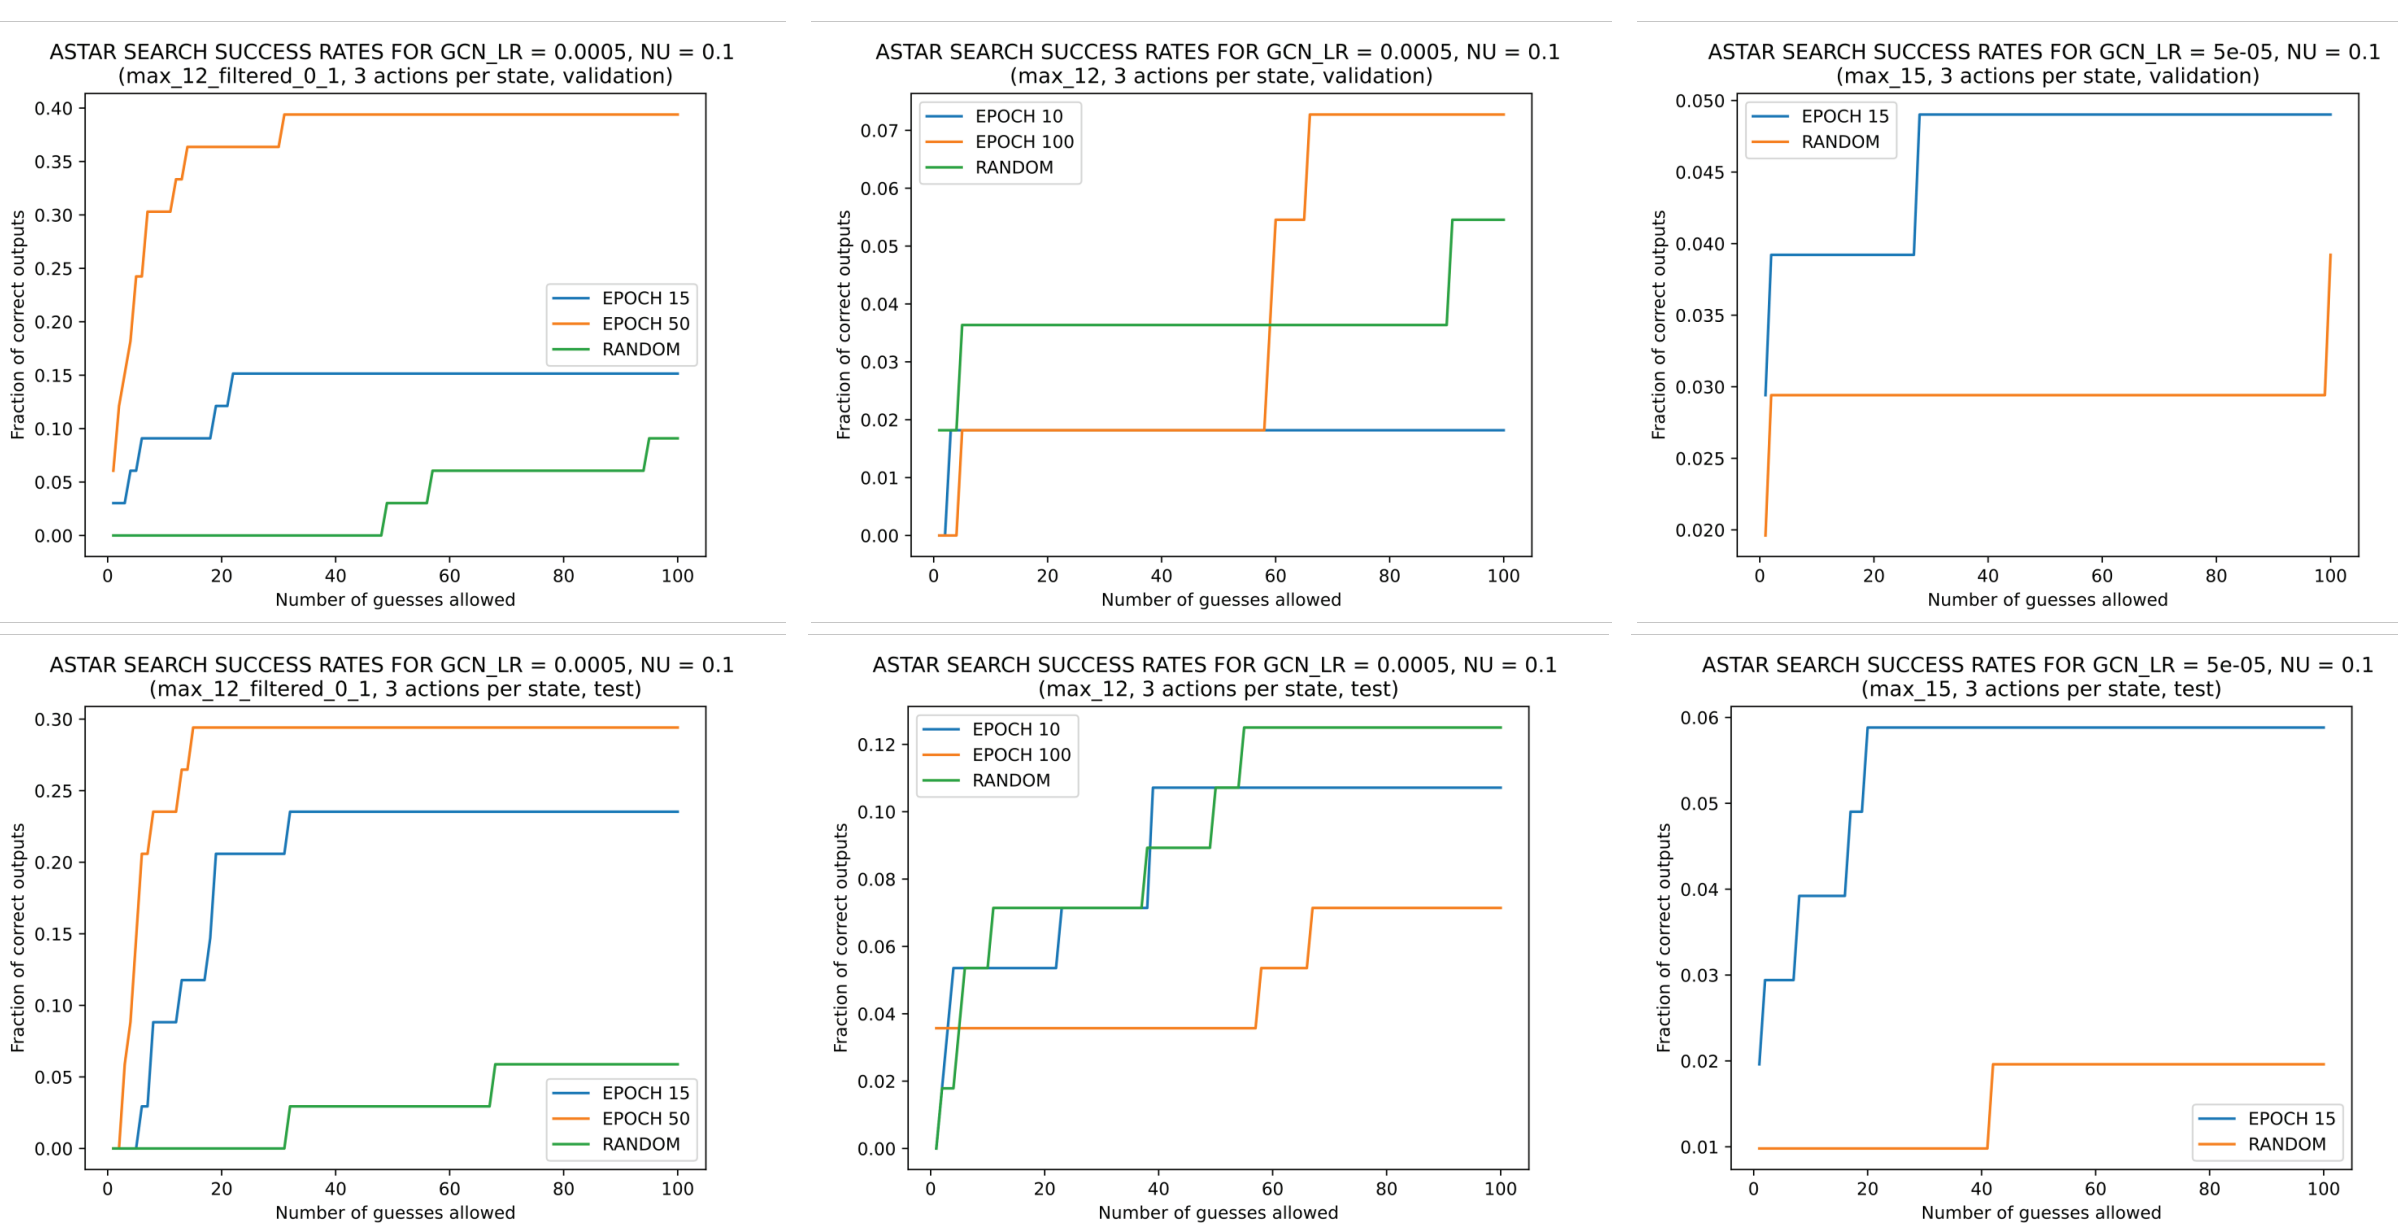 ASTAR SEARCH SUCCESS RATES FOR GCN_LR = 0.0005, NU = 0.1
(max_12_filtered_0_1, 3 actions per state, validation)
0.40
0.35
0.30
0.25
0.20
0.15
0.10
0.05
0.00
Fraction of correct outputs
EPOCH 15
EPOCH 50
RANDOM
0 20 40 60 80 100
Number of guesses allowed
ASTAR SEARCH SUCCESS RATES FOR GCN_LR = 0.0005, NU = 0.1
(max_12, 3 actions per state, validation)
EPOCH 10
EPOCH 100
RANDOM
0.07
0.06
0.05
0.04
0.03
0.02
0.01
0.00
Fraction of correct outputs
0 20 40 60 80 100
Number of guesses allowed
ASTAR SEARCH SUCCESS RATES FOR GCN_LR = 5e-05, NU = 0.1
(max_15, 3 actions per state, validation)
EPOCH 15
RANDOM
0.050
0.045
0.040
0.035
0.030
0.025
0.020
Fraction of correct outputs
0 20 40 60 80 100
Number of guesses allowed
ASTAR SEARCH SUCCESS RATES FOR GCN_LR = 0.0005, NU = 0.1
(max_12_filtered_0_1, 3 actions per state, test)
0.30
0.25
0.20
0.15
0.10
0.05
0.00
Fraction of correct outputs
EPOCH 15
EPOCH 50
RANDOM
0 20 40 60 80 100
Number of guesses allowed
ASTAR SEARCH SUCCESS RATES FOR GCN_LR = 0.0005, NU = 0.1
(max_12, 3 actions per state, test)
EPOCH 10
EPOCH 100
RANDOM
0.12
0.10
0.08
0.06
0.04
0.02
0.00
Fraction of correct outputs
0 20 40 60 80 100
Number of guesses allowed
ASTAR SEARCH SUCCESS RATES FOR GCN_LR = 5e-05, NU = 0.1
(max_15, 3 actions per state, test)
0.06
0.05
0.04
0.03
0.02
0.01
Fraction of correct outputs
EPOCH 15
RANDOM
0 20 40 60 80 100
Number of guesses allowed